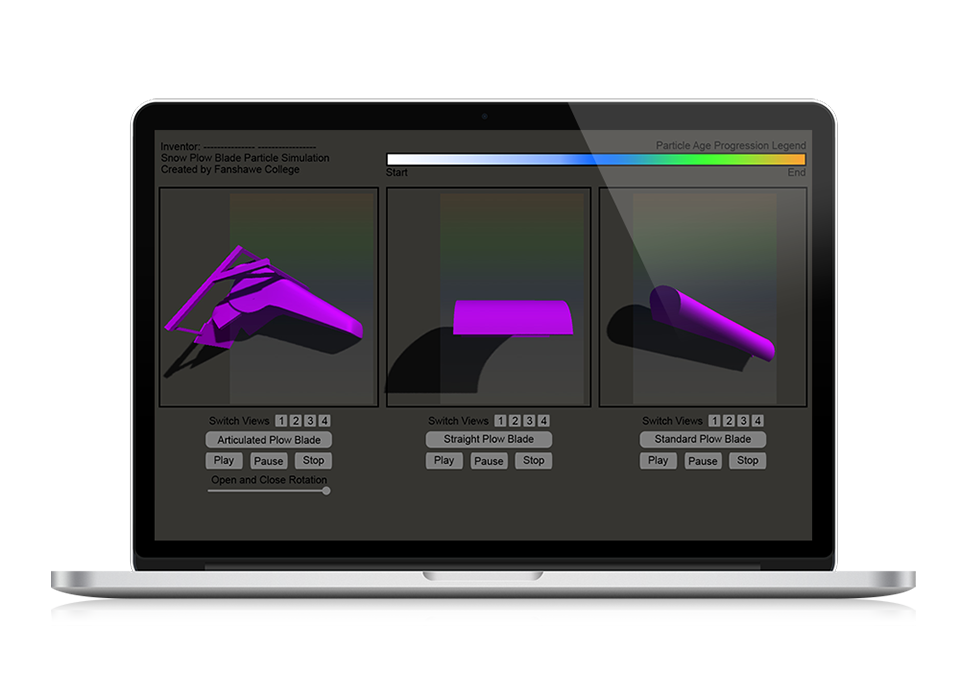 Inventor: ---------------- -----------------
Snow Plow Blade Particle Simulation
Created by Fanshawe College
Particle Age Progression Legend
Start
End
Switch Views 1 2 3 4
Articulated Plow Blade
Play Pause Stop
Open and Close Rotation
Switch Views 1 2 3 4
Straight Plow Blade
Play Pause Stop
Switch Views 1 2 3 4
Standard Plow Blade
Play Pause Stop